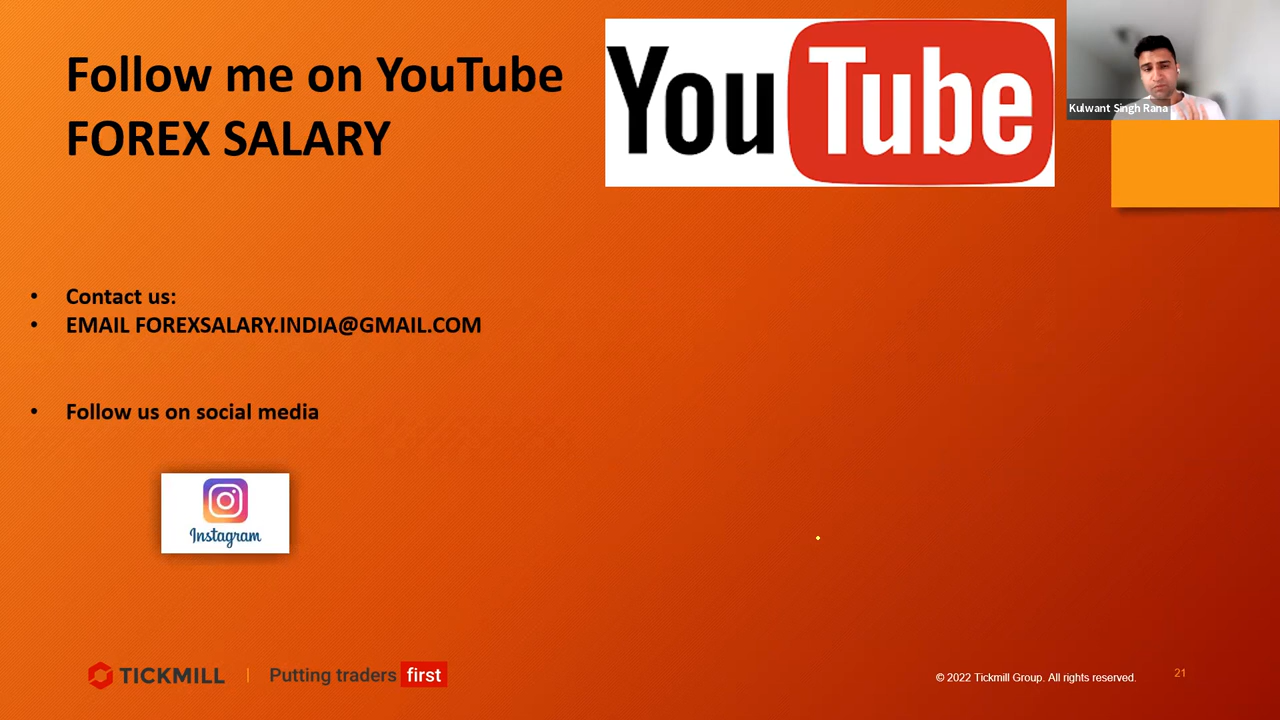 Follow me on YouTube
FOREX SALARY
YouTube
Kulwant Singh Rana
• Contact us:
• EMAIL FOREXSALARY.INDIA@GMAIL.COM
• Follow us on social media
Instagram
TICKMILL | Putting traders first
© 2022 Tickmill Group. All rights reserved.
21